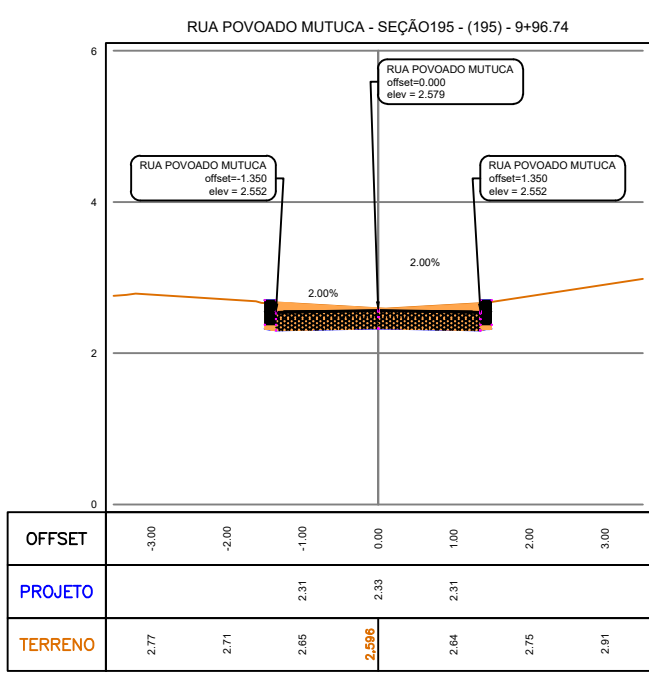 RUA POVOADO MUTUCA - SEÇÃO195 - (195) - 9+96.74
6
RUA POVOADO MUTUCA
offset=0.000
elev = 2.579
RUA POVOADO MUTUCA
offset=-1.350
elev = 2.552
RUA POVOADO MUTUCA
offset=1.350
elev = 2.552
4
2.00%
2.00%
2
0
OFFSET -3.00 -2.00 -1.00 0.00 1.00 2.00 3.00
PROJETO 2.31 2.33 2.31
TERRENO 2.77 2.71 2.65 2,596 2.64 2.75 2.91